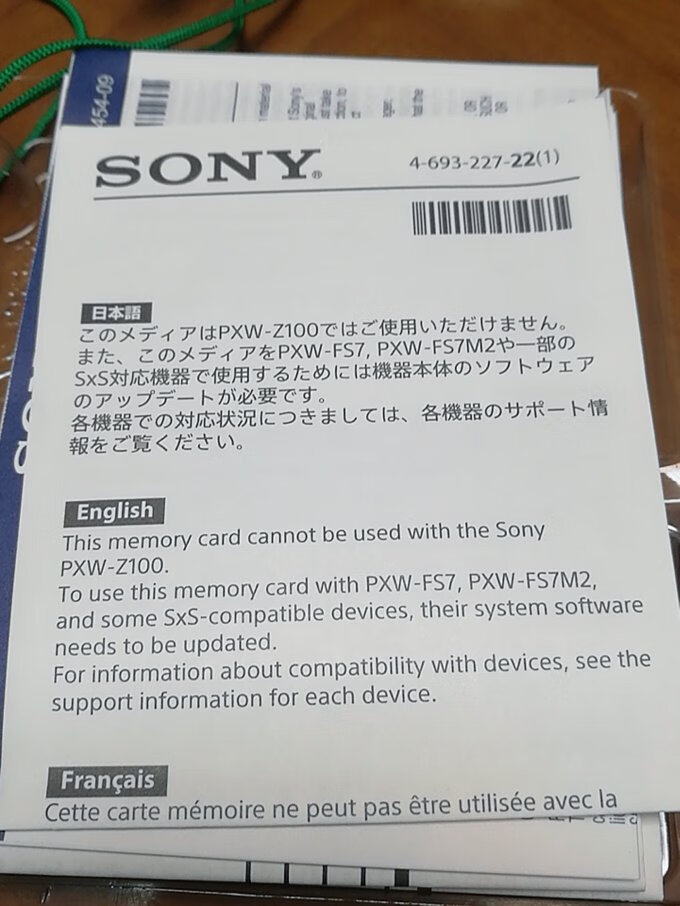 454-09
SONY®
4-693-227-22(1)
日本語
このメディアはPXW-Z100ではご使用いただけません。
また、このメディアをPXW-FS7, PXW-FS7M2や一部の
SxS対応機器で使用するためには機器本体のソフトウェア
のアップデートが必要です。
各機器での対応状況につきましては、各機器のサポート情
報をご覧ください。
English
This memory card cannot be used with the Sony
PXW-Z100.
To use this memory card with PXW-FS7, PXW-FS7M2,
and some SxS-compatible devices, their system software
needs to be updated.
For information about compatibility with devices, see the
support information for each device.
Français
Cette carte mémoire ne peut pas être utilisée avec la